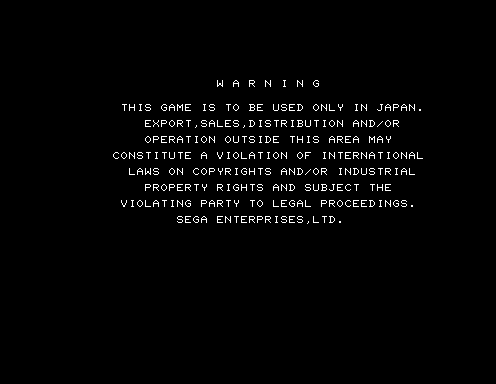 W A R N I N G
THIS GAME IS TO BE USED ONLY IN JAPAN.
EXPORT,SALES,DISTRIBUTION AND/OR
OPERATION OUTSIDE THIS AREA MAY
CONSTITUTE A VIOLATION OF INTERNATIONAL
LAWS ON COPYRIGHTS AND/OR INDUSTRIAL
PROPERTY RIGHTS AND SUBJECT THE
VIOLATING PARTY TO LEGAL PROCEEDINGS.
SEGA ENTERPRISES,LTD.